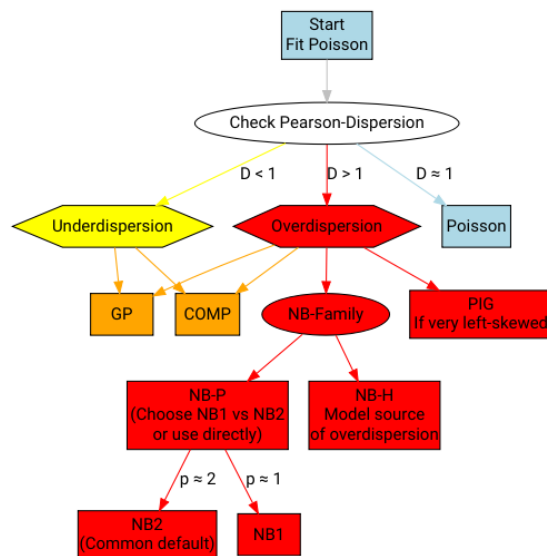 Start
Fit Poisson
Check Pearson-Dispersion
D < 1
D > 1
D ≈ 1
Underdispersion
Overdispersion
Poisson
GP
COMP
NB-Family
PIG
If very left-skewed
NB-P
(Choose NB1 vs NB2
or use directly)
NB-H
Model source
of overdispersion
p ≈ 2
p ≈ 1
NB2
(Common default)
NB1